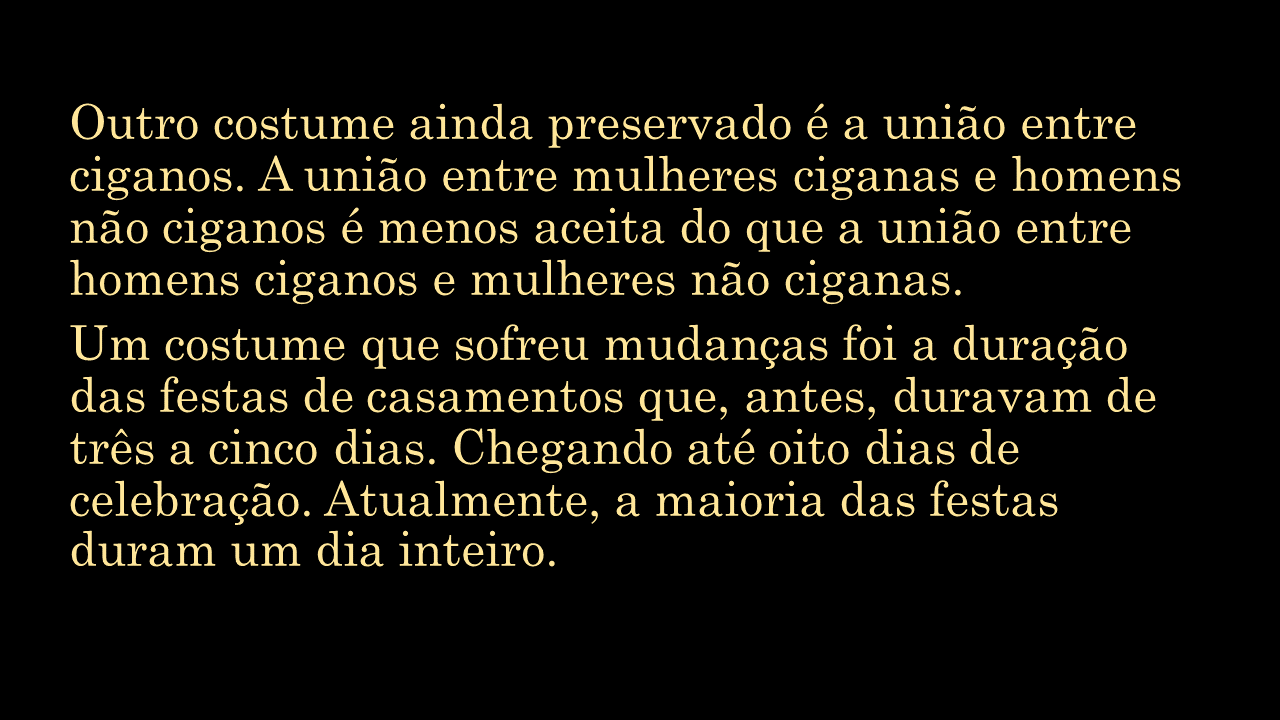 Outro costume ainda preservado é a união entre
ciganos. A união entre mulheres ciganas e homens
não ciganos é menos aceita do que a união entre
homens ciganos e mulheres não ciganas.
Um costume que sofreu mudanças foi a duração
das festas de casamentos que, antes, duravam de
três a cinco dias. Chegando até oito dias de
celebração. Atualmente, a maioria das festas
duram um dia inteiro.